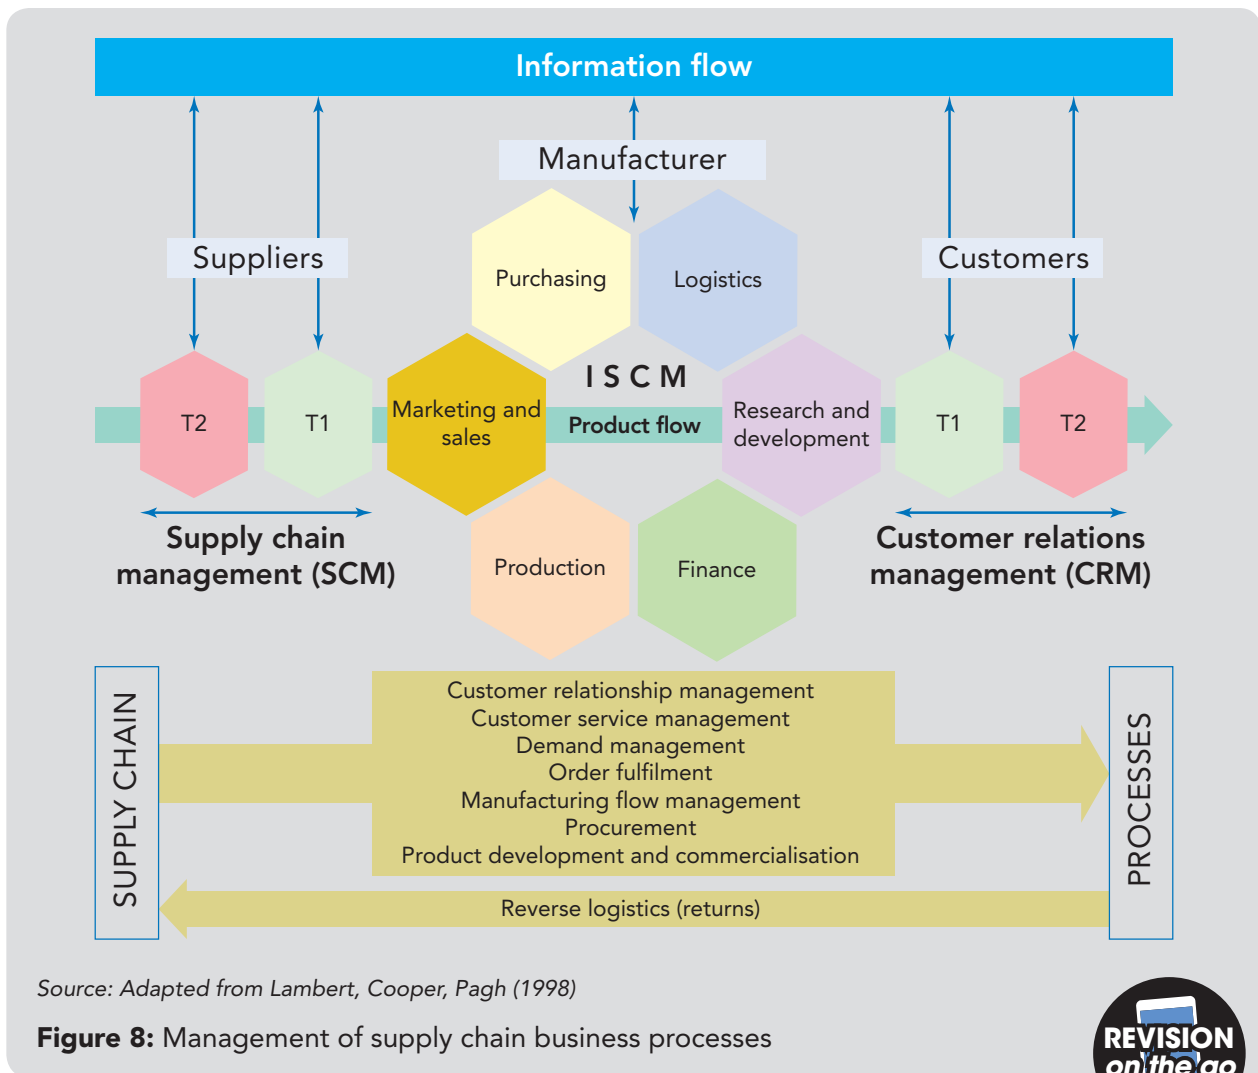 Information flow
Manufacturer
Suppliers
Customers
Purchasing
Logistics
I S C M
T2
T1
Marketing and
sales
Product flow
Research and
development
T1
T2
Supply chain
management (SCM)
Customer relations
management (CRM)
Production
Finance
SUPPLY CHAIN
Customer relationship management
Customer service management
Demand management
Order fulfilment
Manufacturing flow management
Procurement
Product development and commercialisation
PROCESSES
Reverse logistics (returns)
Source: Adapted from Lambert, Cooper, Pagh (1998)
Figure 8: Management of supply chain business processes
REVISION
on the go